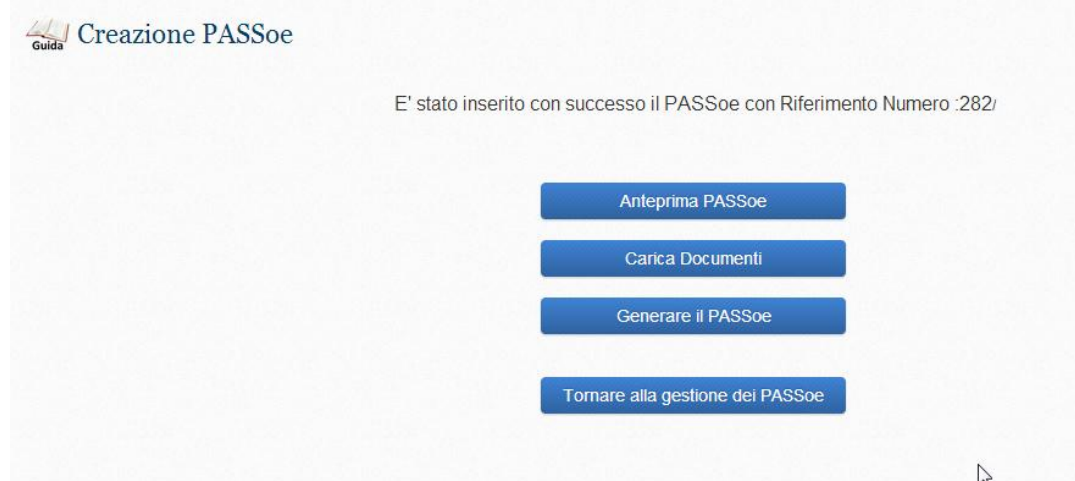 Guida
Creazione PASSoe
E' stato inserito con successo il PASSoe con Riferimento Numero :282/
Anteprima PASSoe
Carica Documenti
Generare il PASSoe
Tornare alla gestione dei PASSoe